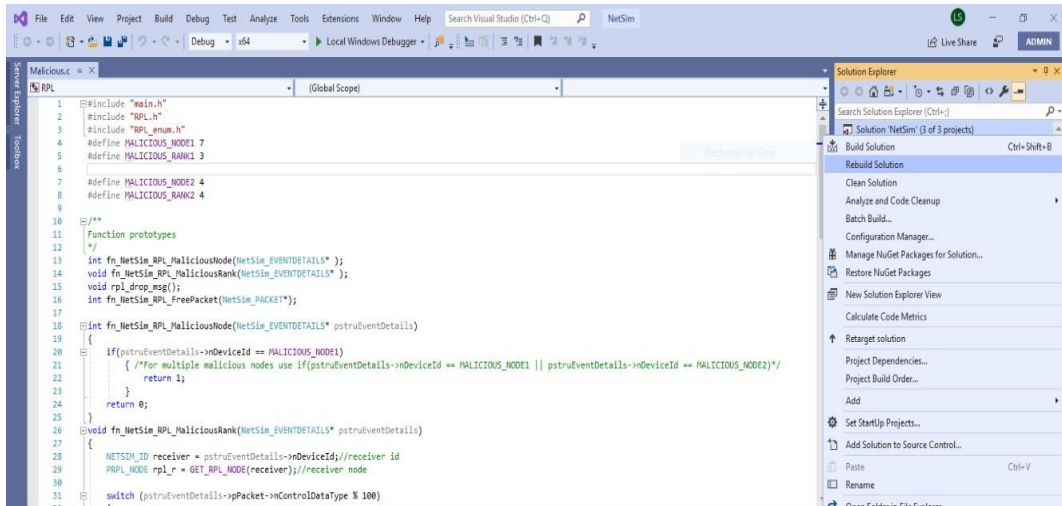 File Edit View Project Build Debug Test Analyze Tools Extensions Window Help Search Visual Studio (Ctrl+Q) NetSim LS
Debug x64 Local Windows Debugger Live Share ADMIN
Server Explorer
Toolbox
Malicious.c
RPL (Global Scope)
1 #include "main.h"
2 #include "RPL.h"
3 #include "RPL_enum.h"
4 #define MALICIOUS_NODE1 7
5 #define MALICIOUS_RANK1 3
6
7 #define MALICIOUS_NODE2 4
8 #define MALICIOUS_RANK2 4
9
10 /**
11 Function prototypes
12 */
13 int fn_NetSim_RPL_MaliciousNode(NetSim_EVENTDETAILS* );
14 void fn_NetSim_RPL_MaliciousRank(NetSim_EVENTDETAILS* );
15 void rpl_drop_msg();
16 int fn_NetSim_RPL_FreePacket(NetSim_PACKET*);
17
18 int fn_NetSim_RPL_MaliciousNode(NetSim_EVENTDETAILS* pstruEventDetails)
19 {
20 if(pstruEventDetails->nDeviceId == MALICIOUS_NODE1)
21 { /*For multiple malicious nodes use if(pstruEventDetails->nDeviceId == MALICIOUS_NODE1 || pstruEventDetails->nDeviceId == MALICIOUS_NODE2)*/
22 return 1;
23 }
24 return 0;
25 }
26 void fn_NetSim_RPL_MaliciousRank(NetSim_EVENTDETAILS* pstruEventDetails)
27 {
28 NETSIM_ID receiver = pstruEventDetails->nDeviceId;//receiver id
29 PRPL_NODE rpl_r = GET_RPL_NODE(receiver);//receiver node
30
31 switch (pstruEventDetails->pPacket->nControlDataType % 100)
Rectangular Snip
Solution Explorer
Search Solution Explorer (Ctrl+;)
Solution 'NetSim' (3 of 3 projects)
Build Solution Ctrl+Shift+B
Rebuild Solution
Clean Solution
Analyze and Code Cleanup
Batch Build...
Configuration Manager...
Manage NuGet Packages for Solution...
Restore NuGet Packages
New Solution Explorer View
Calculate Code Metrics
Retarget solution
Project Dependencies...
Project Build Order...
Add
Set StartUp Projects...
Add Solution to Source Control...
Paste Ctrl+V
Rename
Open Folder in File Explorer